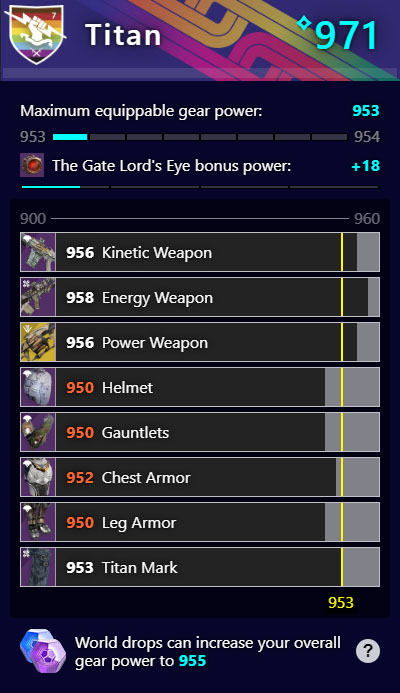 7
Titan
971
Maximum equippable gear power: 953
953 954
The Gate Lord's Eye bonus power: +18
900 960
956 Kinetic Weapon
958 Energy Weapon
956 Power Weapon
950 Helmet
950 Gauntlets
952 Chest Armor
950 Leg Armor
953 Titan Mark
953
World drops can increase your overall
gear power to 955
?